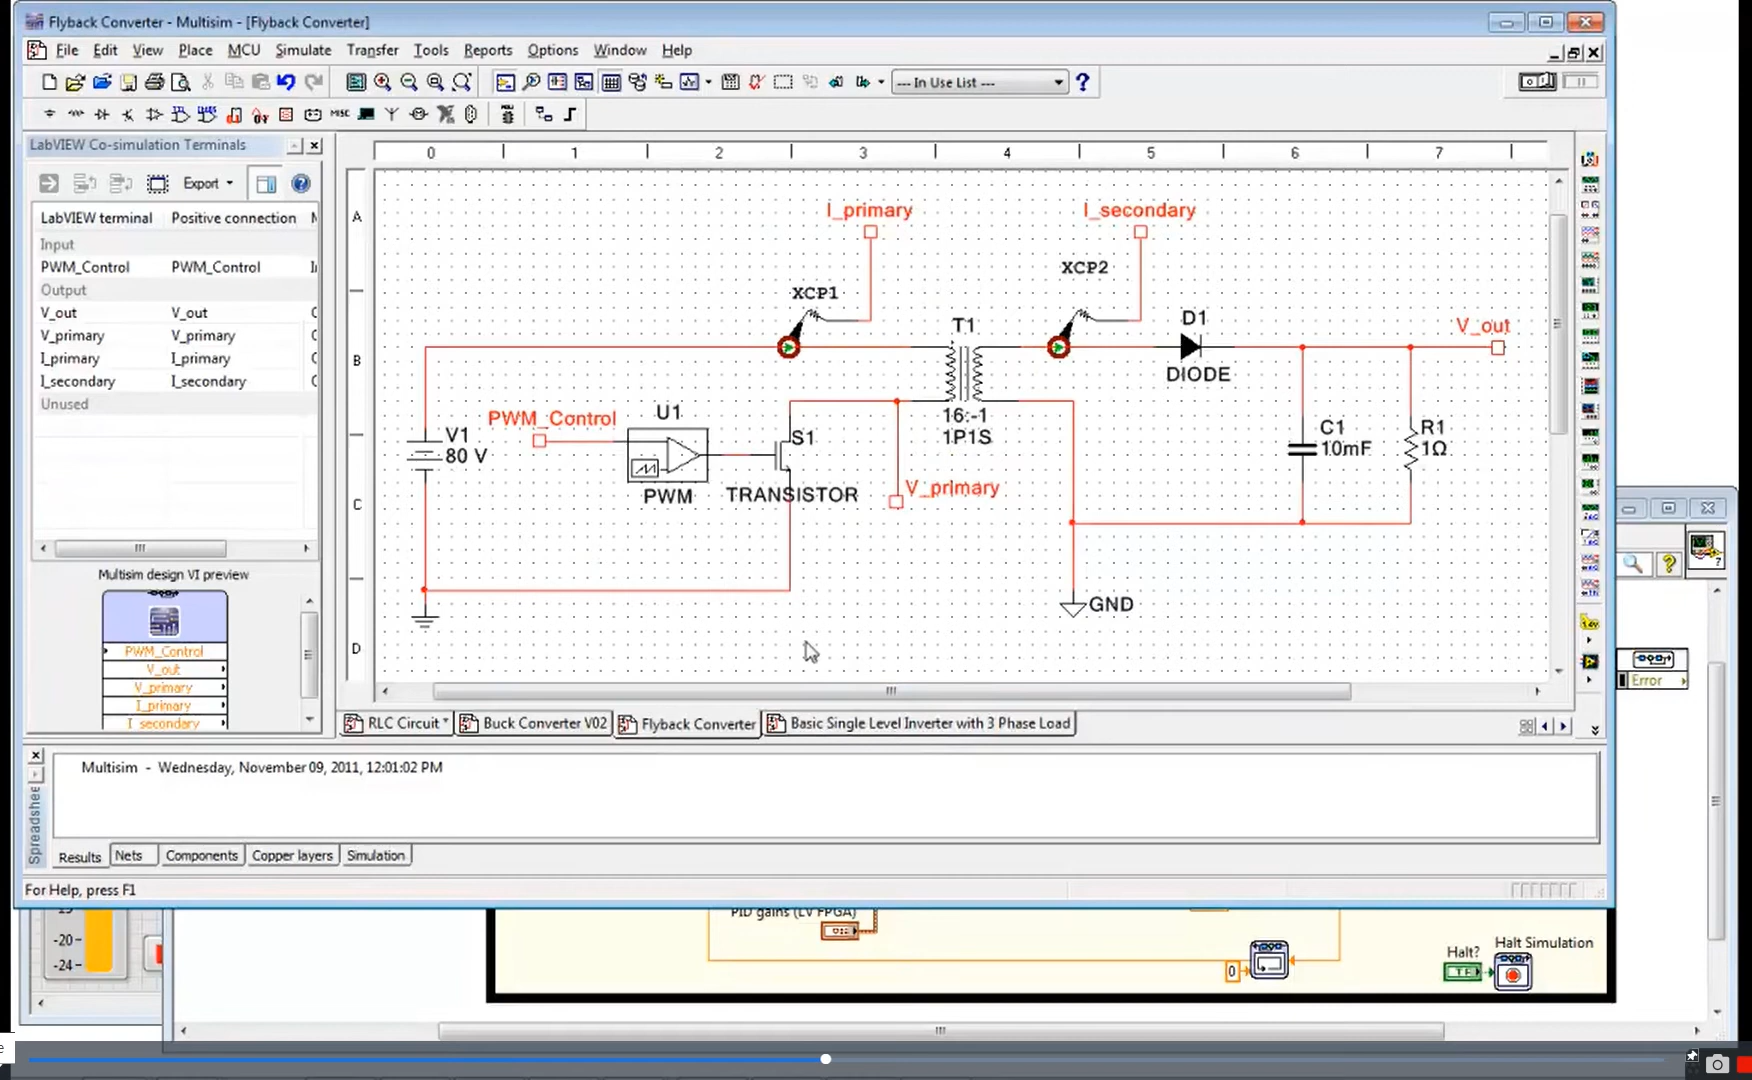 Flyback Converter - Multisim - [Flyback Converter]
File Edit View Place MCU Simulate Transfer Tools Reports Options Window Help
--- In Use List ---
MISC
LabVIEW Co-simulation Terminals
Export
LabVIEW terminal Positive connection
Input
PWM_Control PWM_Control
Output
V_out V_out
V_primary V_primary
I_primary I_primary
I_secondary I_secondary
Unused
Multisim design VI preview
PWM_Control
V_out
V_primary
I_primary
I secondary
0 1 2 3 4 5 6 7
A
B
C
D
I_primary
I_secondary
XCP2
XCP1
T1
D1
V_out
DIODE
PWM_Control
U1
16:-1
1P1S
V1
80 V
S1
C1
10mF
R1
1Ω
PWM
TRANSISTOR
V_primary
GND
RLC Circuit * Buck Converter V02 Flyback Converter Basic Single Level Inverter with 3 Phase Load
Multisim - Wednesday, November 09, 2011, 12:01:02 PM
Spreadshee
Results Nets Components Copper layers Simulation
For Help, press F1
Error
PID gains (LV FPGA)
-20
-24
0
Halt?
Halt Simulation
TF